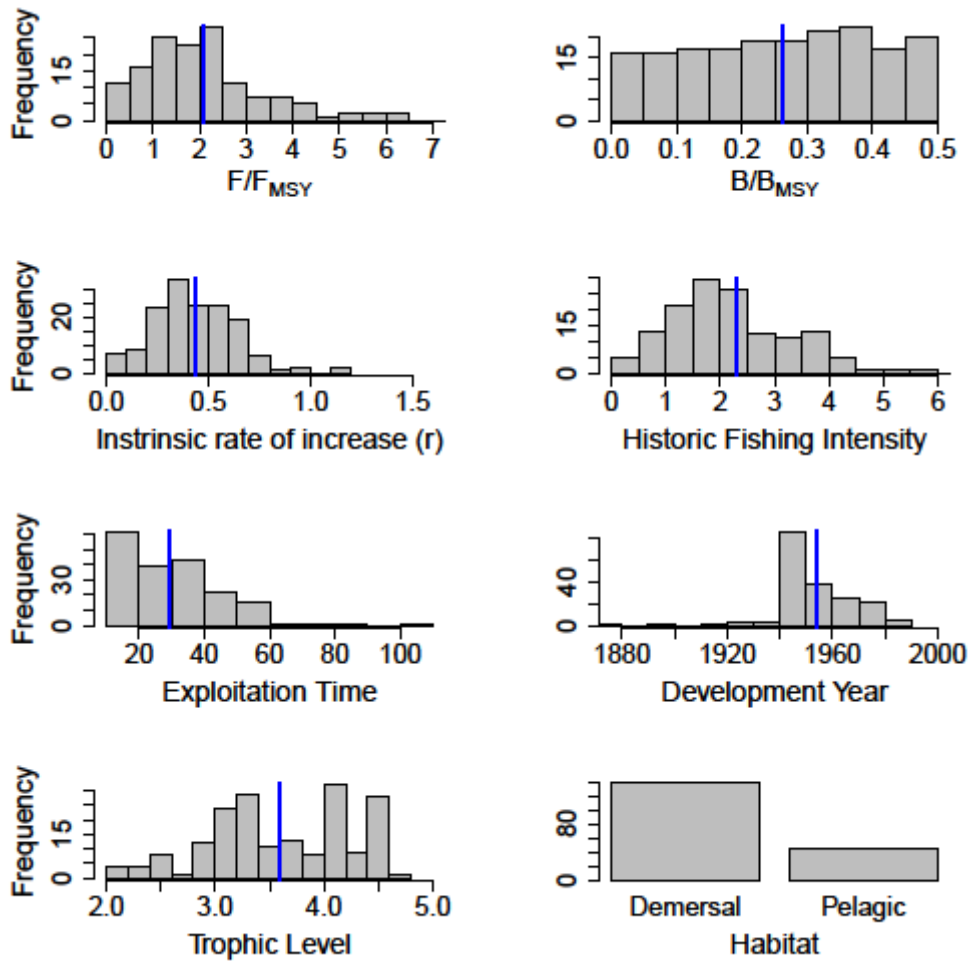 Frequency
15
0
0 1 2 3 4 5 6 7
F/F_MSY
15
0
0.0 0.1 0.2 0.3 0.4 0.5
B/B_MSY
Frequency
20
0
0.0 0.5 1.0 1.5
Instrinsic rate of increase (r)
15
0
0 1 2 3 4 5 6
Historic Fishing Intensity
Frequency
30
0
20 40 60 80 100
Exploitation Time
40
0
1880 1920 1960 2000
Development Year
Frequency
15
0
2.0 3.0 4.0 5.0
Trophic Level
80
0
Demersal Pelagic
Habitat